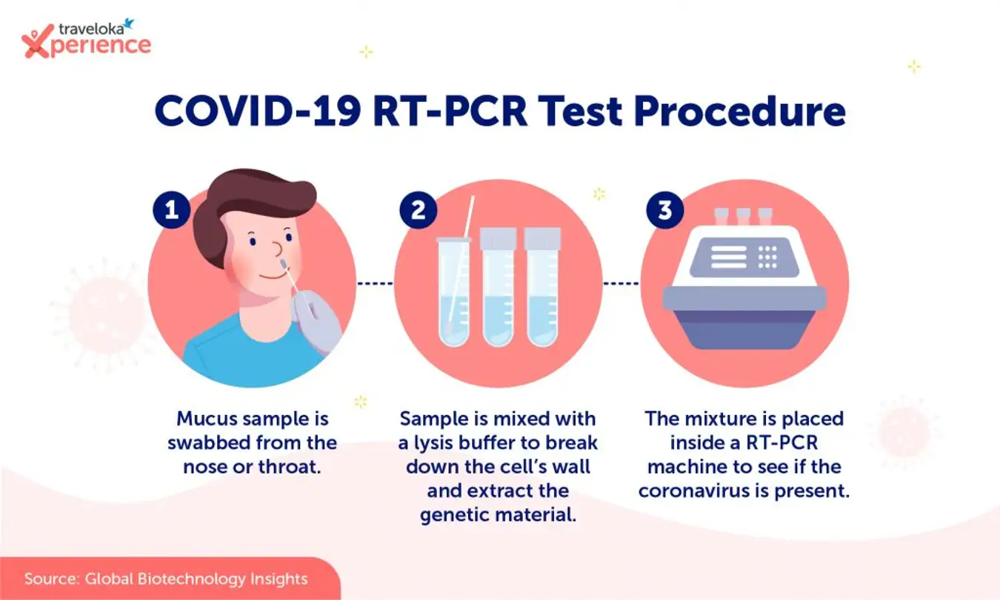 traveloka
Xperience
COVID-19 RT-PCR Test Procedure
1
2
3
Mucus sample is
swabbed from the
nose or throat.
Sample is mixed with
a lysis buffer to break
down the cell's wall
and extract the
genetic material.
The mixture is placed
inside a RT-PCR
machine to see if the
coronavirus is present.
Source: Global Biotechnology Insights